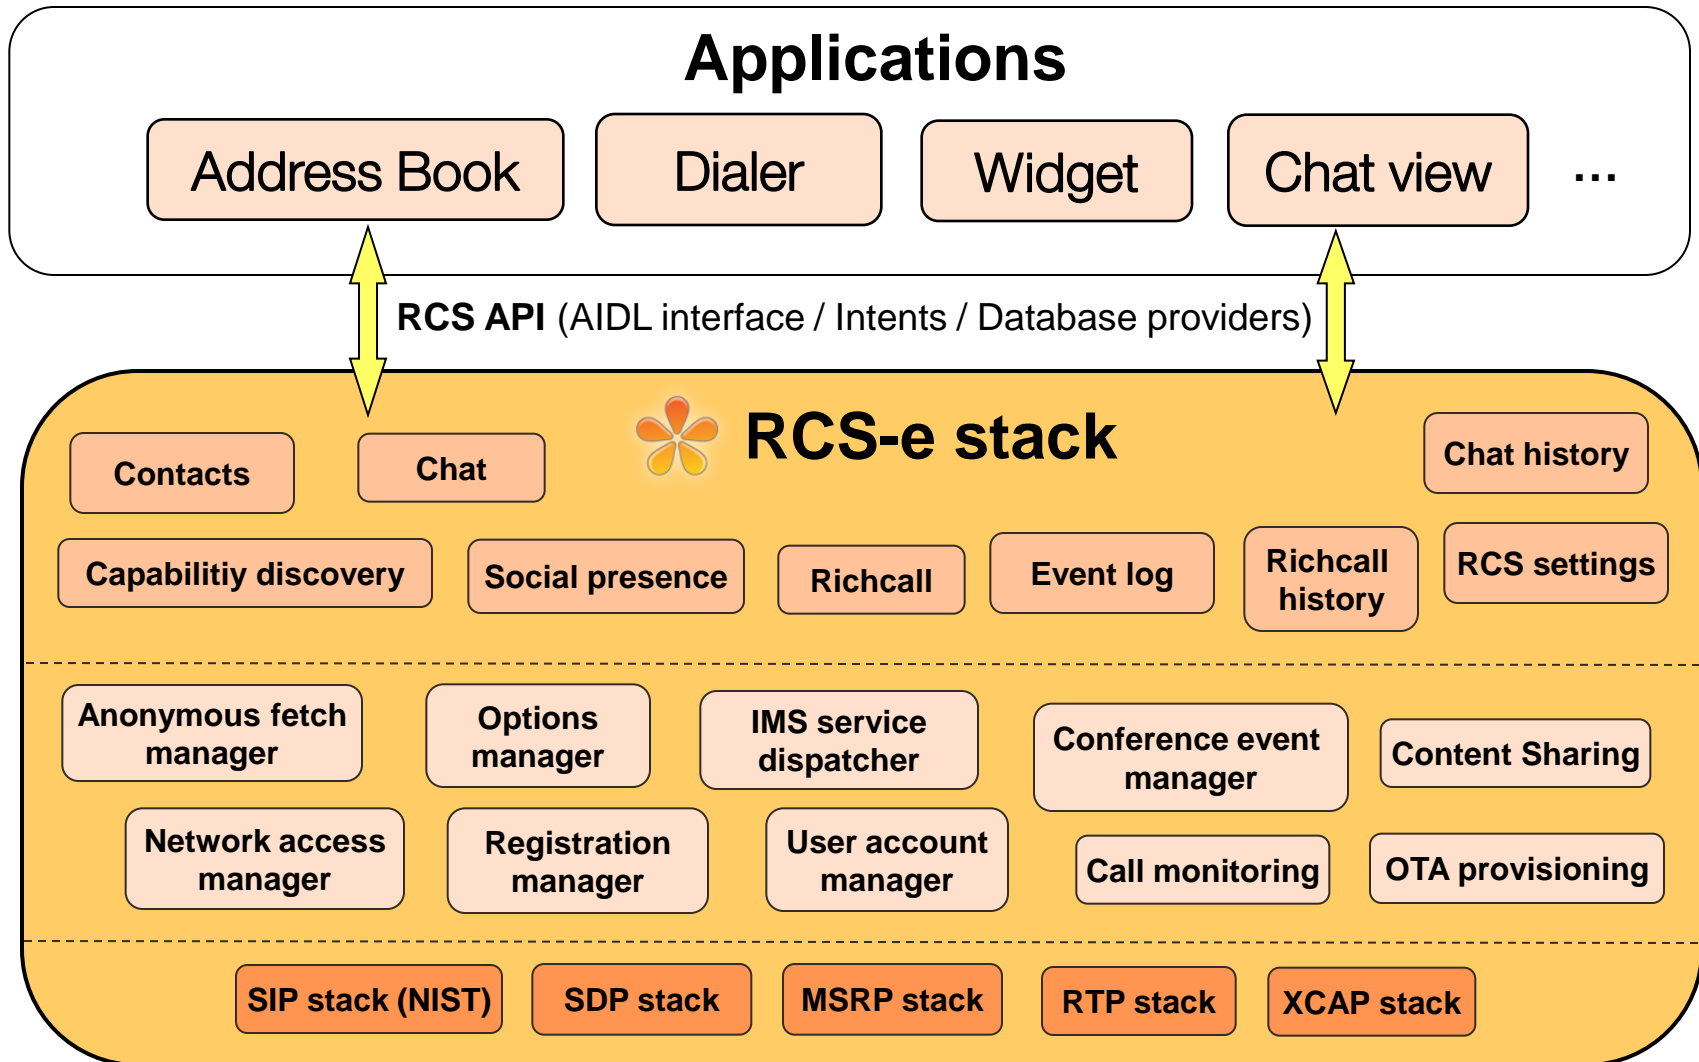 Applications
Address Book
Dialer
Widget
Chat view
...
RCS API (AIDL interface / Intents / Database providers)
RCS-e stack
Contacts
Chat
Chat history
Capabilitiy discovery
Social presence
Richcall
Event log
Richcall
history
RCS settings
Anonymous fetch
manager
Options
manager
IMS service
dispatcher
Conference event
manager
Content Sharing
Network access
manager
Registration
manager
User account
manager
Call monitoring
OTA provisioning
SIP stack (NIST)
SDP stack
MSRP stack
RTP stack
XCAP stack